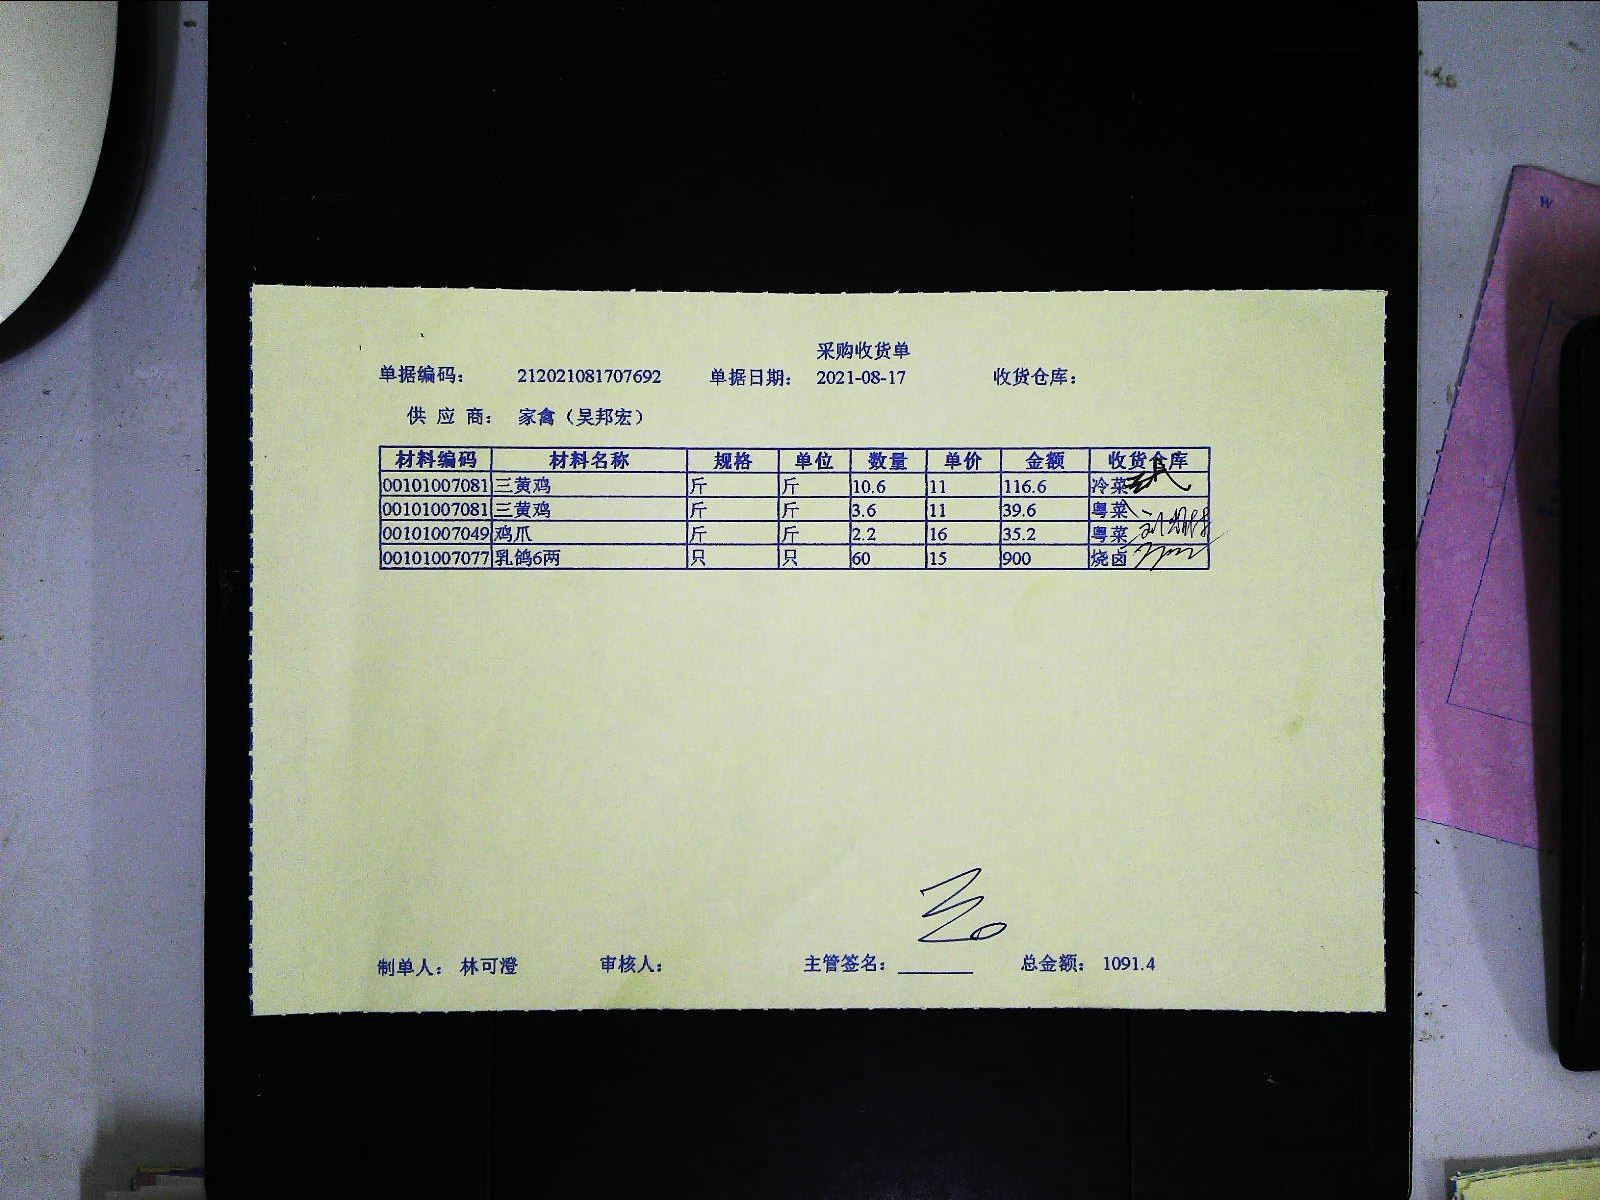 采购收货单
单据编码: 212021081707692 单据日期: 2021-08-17 收货仓库:
供 应 商: 家禽（吴邦宏）
材料编码 材料名称 规格 单位 数量 单价 金额 收货仓库
00101007081 三黄鸡 斤 斤 10.6 11 116.6 冷菜
00101007081 三黄鸡 斤 斤 3.6 11 39.6 粤菜
00101007049 鸡爪 斤 斤 2.2 16 35.2 粤菜
00101007077 乳鸽6两 只 只 60 15 900 烧卤
制单人: 林可澄 审核人: 主管签名: 总金额: 1091.4